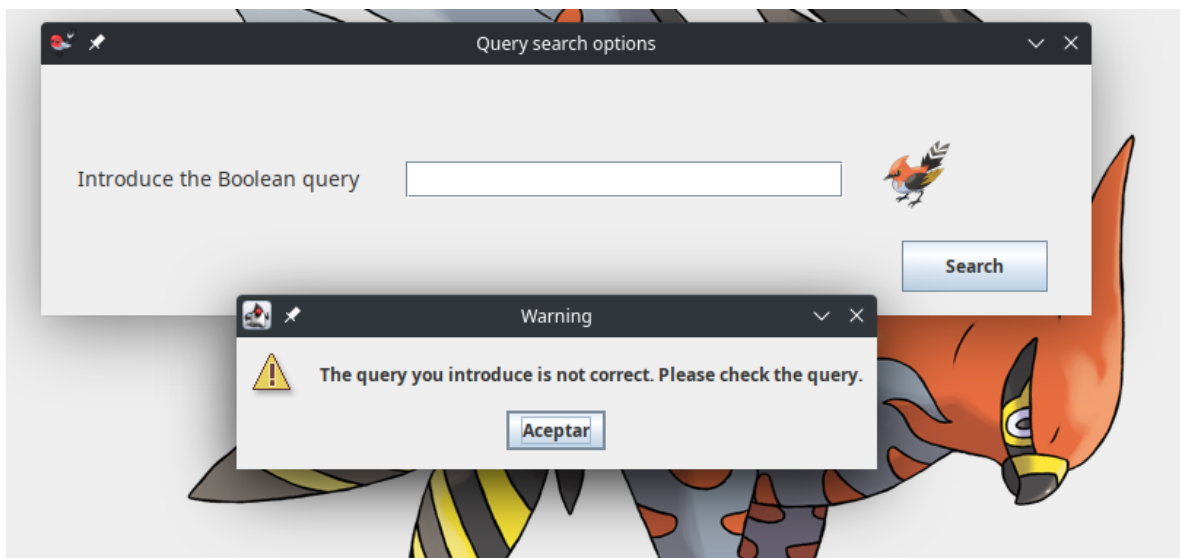 Query search options
Introduce the Boolean query
Search
Warning
The query you introduce is not correct. Please check the query.
Aceptar